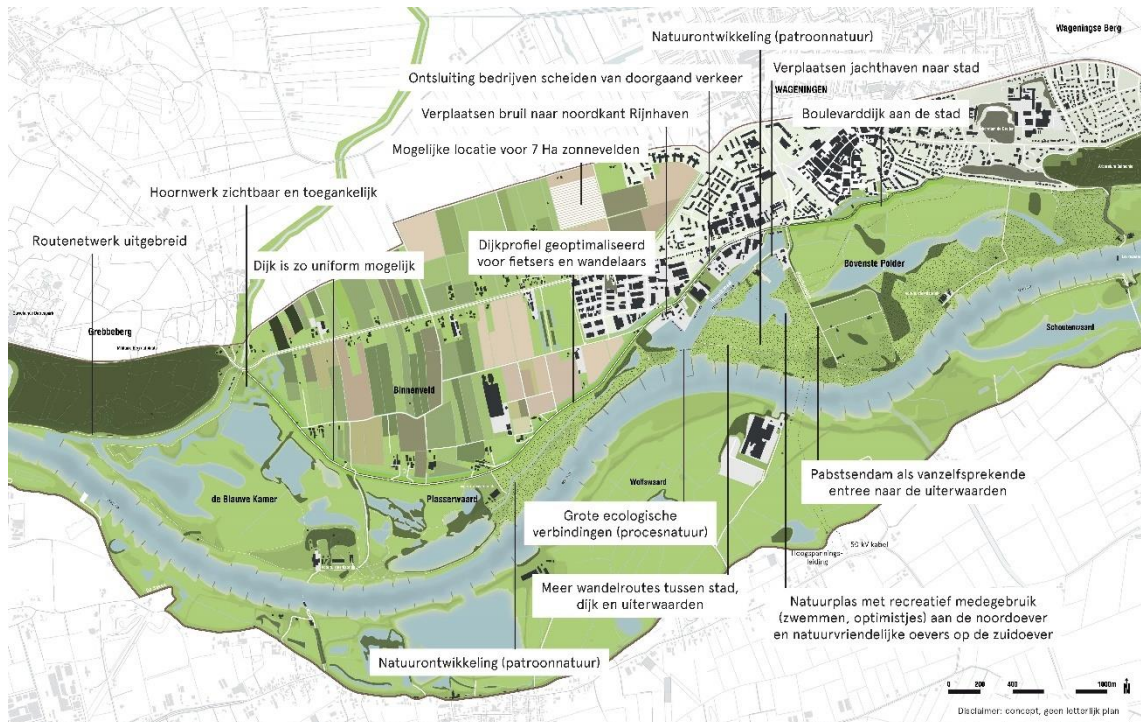 Wageningse Berg
Natuurontwikkeling (patroonnatuur)
Ontsluiting bedrijven scheiden van doorgaand verkeer
Verplaatsen jachthaven naar stad
WAGENINGEN
Verplaatsen bruil naar noordkant Rijnhaven
Boulevarddijk aan de stad
Mogelijke locatie voor 7 Ha zonnevelden
Hoornwerk zichtbaar en toegankelijk
Routenetwerk uitgebreid
Dijk is zo uniform mogelijk
Dijkprofiel geoptimaliseerd
voor fietsers en wandelaars
Bovenste Polder
Grebbeberg
Schoutenwaard
Binnenveld
de Blauwe Kamer
Plasserwaard
Wolfswaard
Pabstsendam als vanzelfsprekende
entree naar de uiterwaarden
Grote ecologische
verbindingen (procesnatuur)
50 kV kabel
Hoogspannings-
leiding
Meer wandelroutes tussen stad,
dijk en uiterwaarden
Natuurplas met recreatief medegebruik
(zwemmen, optimistjes) aan de noordoever
en natuurvriendelijke oevers op de zuidoever
Natuurontwikkeling (patroonnatuur)
0 200 400 1000m
Disclaimer: concept, geen letterlijk plan